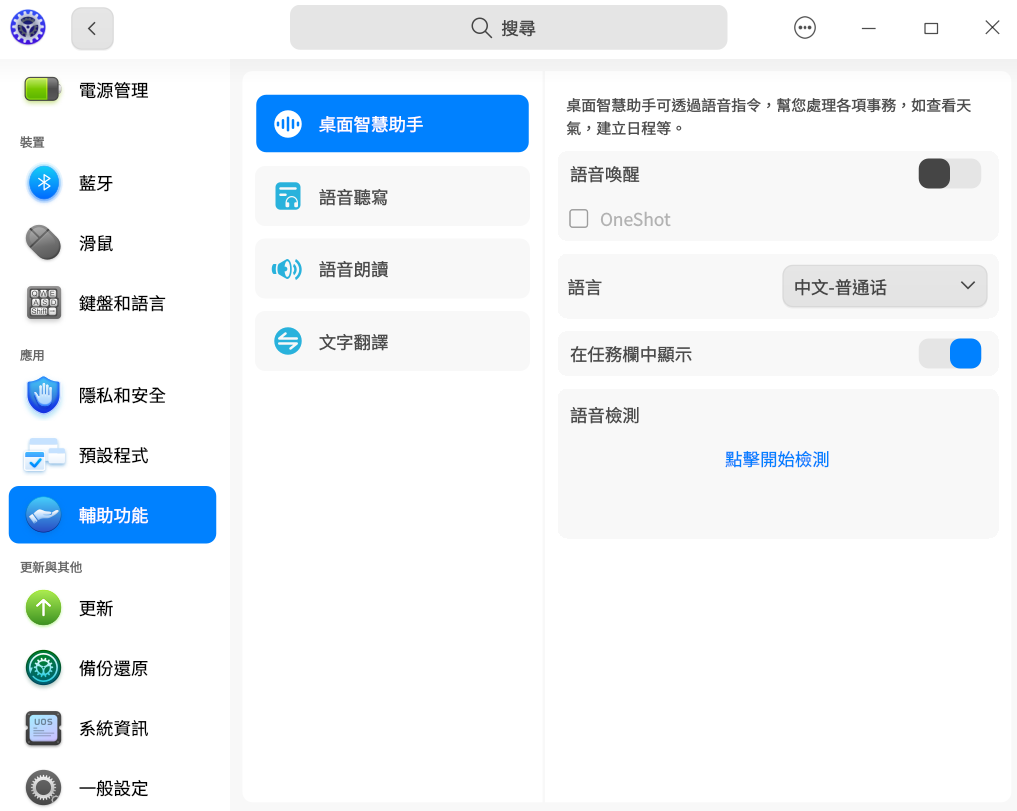 搜尋
電源管理
裝置
藍牙
滑鼠
鍵盤和語言
應用
隱私和安全
預設程式
輔助功能
更新與其他
更新
備份還原
UOS
系統資訊
一般設定
桌面智慧助手
語音聽寫
語音朗讀
文字翻譯
桌面智慧助手可透過語音指令，幫您處理各項事務，如查看天
氣，建立日程等。
語音喚醒
OneShot
語言
中文-普通话
在任務欄中顯示
語音檢測
點擊開始檢測